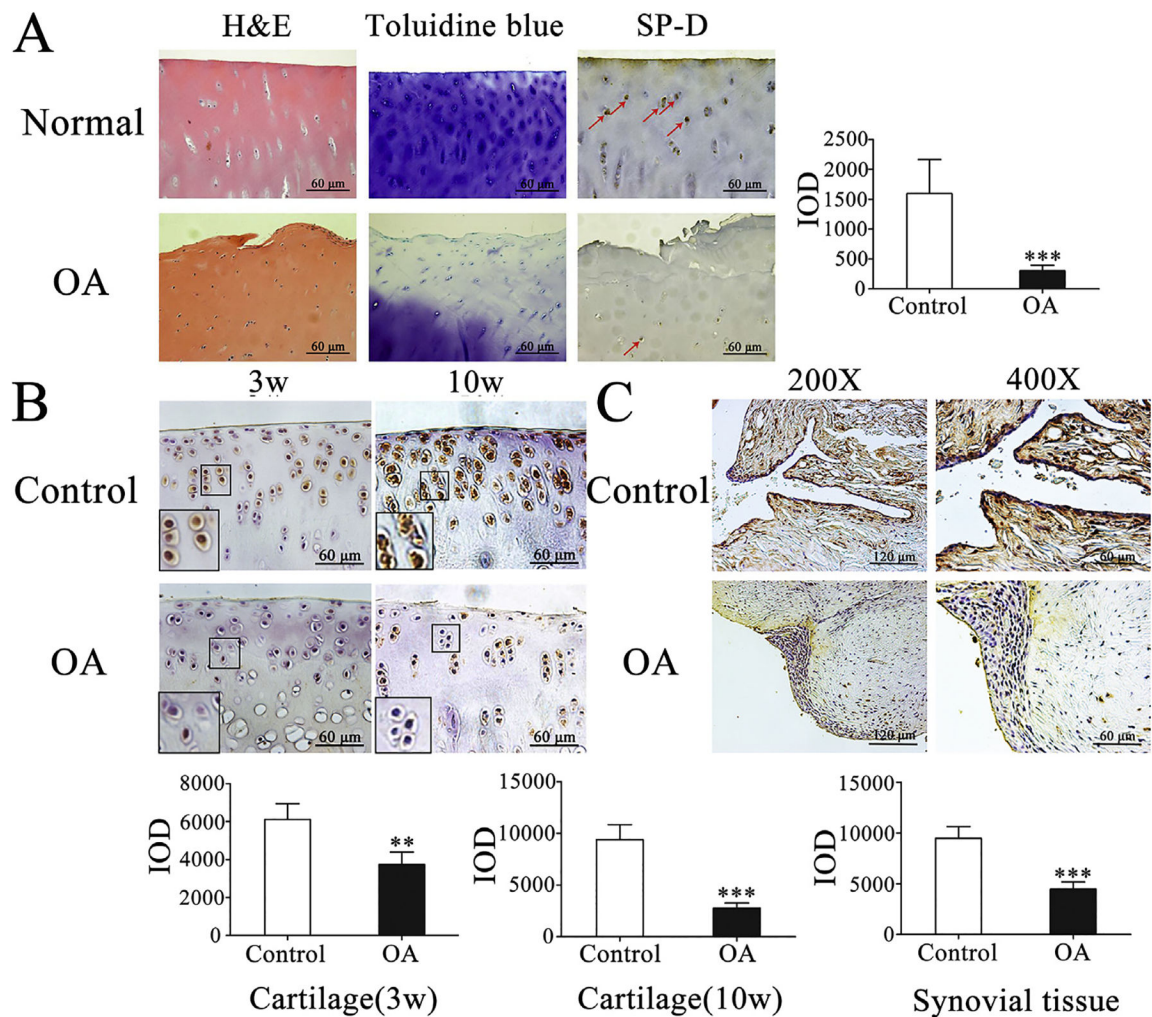 A
H&E
Toluidine blue
SP-D
Normal
60 μm
60 μm
60 μm
OA
60 μm
60 μm
60 μm
IOD
2500
2000
1500
1000
500
0
***
Control
OA
B
3w
10w
Control
60 μm
60 μm
OA
60 μm
60 μm
C
200X
400X
Control
120 μm
60 μm
OA
120 μm
60 μm
IOD
8000
6000
4000
2000
0
**
Control
OA
Cartilage(3w)
IOD
15000
10000
5000
0
***
Control
OA
Cartilage(10w)
IOD
15000
10000
5000
0
***
Control
OA
Synovial tissue